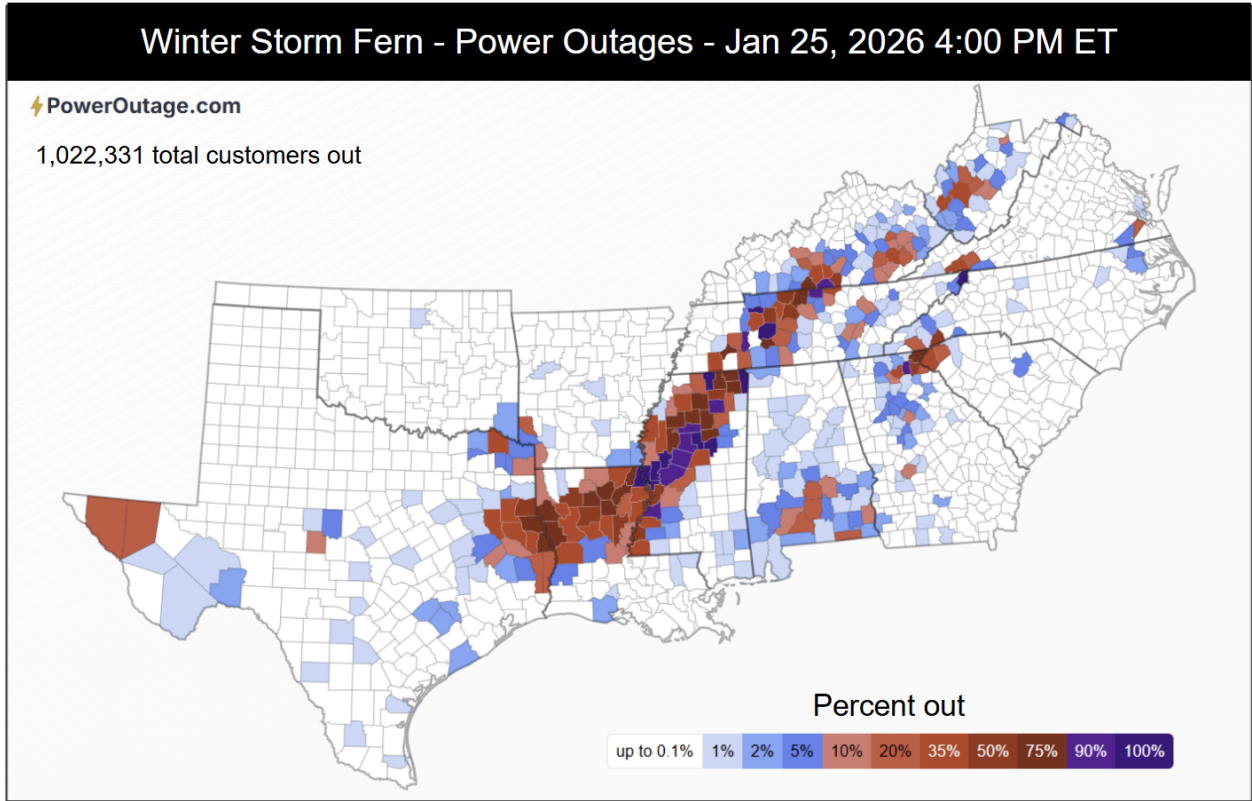 Winter Storm Fern - Power Outages - Jan 25, 2026 4:00 PM ET
PowerOutage.com
1,022,331 total customers out
Percent out
up to 0.1% 1% 2% 5% 10% 20% 35% 50% 75% 90% 100%